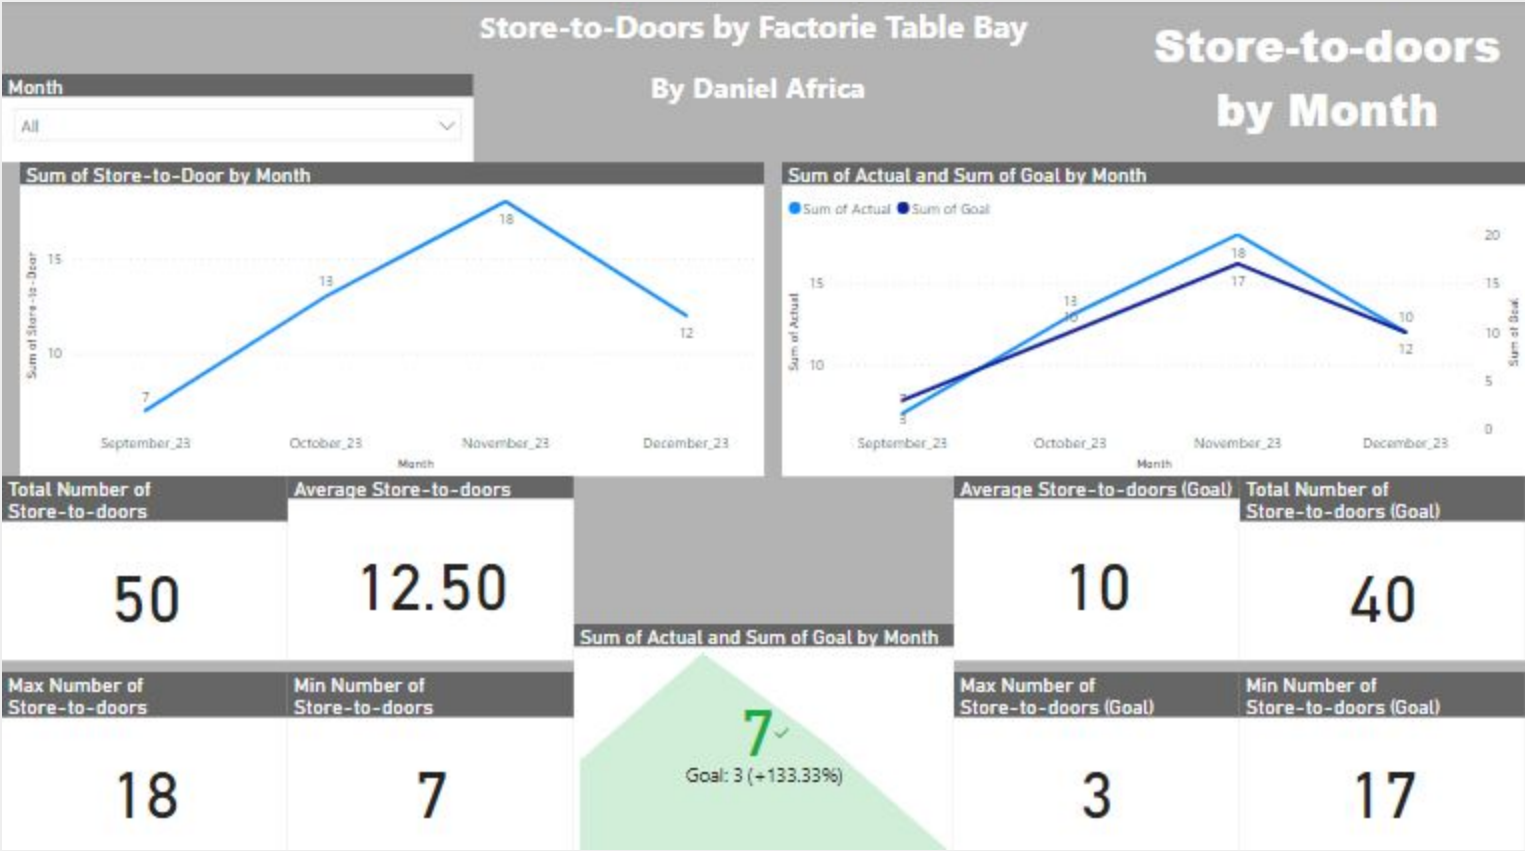 Store-to-Doors by Factorie Table Bay
By Daniel Africa
Store-to-doors
by Month
Month
All
Sum of Store-to-Door by Month
Sum of Store-to-Door
15
10
7
13
18
12
September_23 October_23 November_23 December_23
Month
Sum of Actual and Sum of Goal by Month
Sum of Actual Sum of Goal
Sum of Actual
15
10
13
10
18
17
10
12
7
3
20
15
10
5
0
Sum of Goal
September_23 October_23 November_23 December_23
Month
Total Number of
Store-to-doors
50
Average Store-to-doors
12.50
Average Store-to-doors (Goal)
10
Total Number of
Store-to-doors (Goal)
40
Max Number of
Store-to-doors
18
Min Number of
Store-to-doors
7
Sum of Actual and Sum of Goal by Month
7
Goal: 3 (+133.33%)
Max Number of
Store-to-doors (Goal)
3
Min Number of
Store-to-doors (Goal)
17